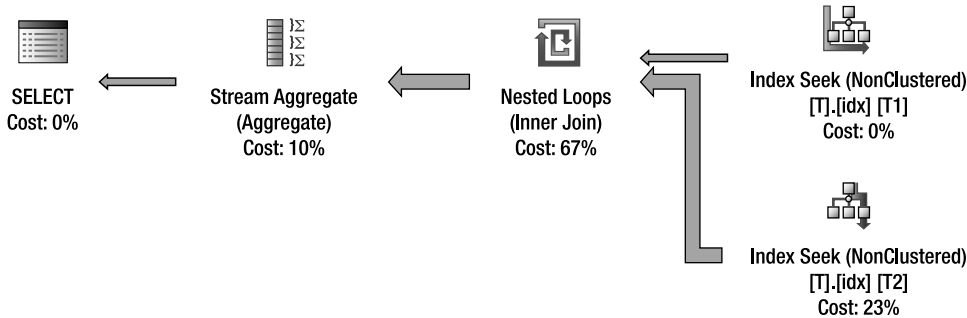 SELECT
Cost: 0%
}Σ
}Σ
}Σ
Stream Aggregate
(Aggregate)
Cost: 10%
Nested Loops
(Inner Join)
Cost: 67%
Index Seek (NonClustered)
[T].[idx] [T1]
Cost: 0%
Index Seek (NonClustered)
[T].[idx] [T2]
Cost: 23%